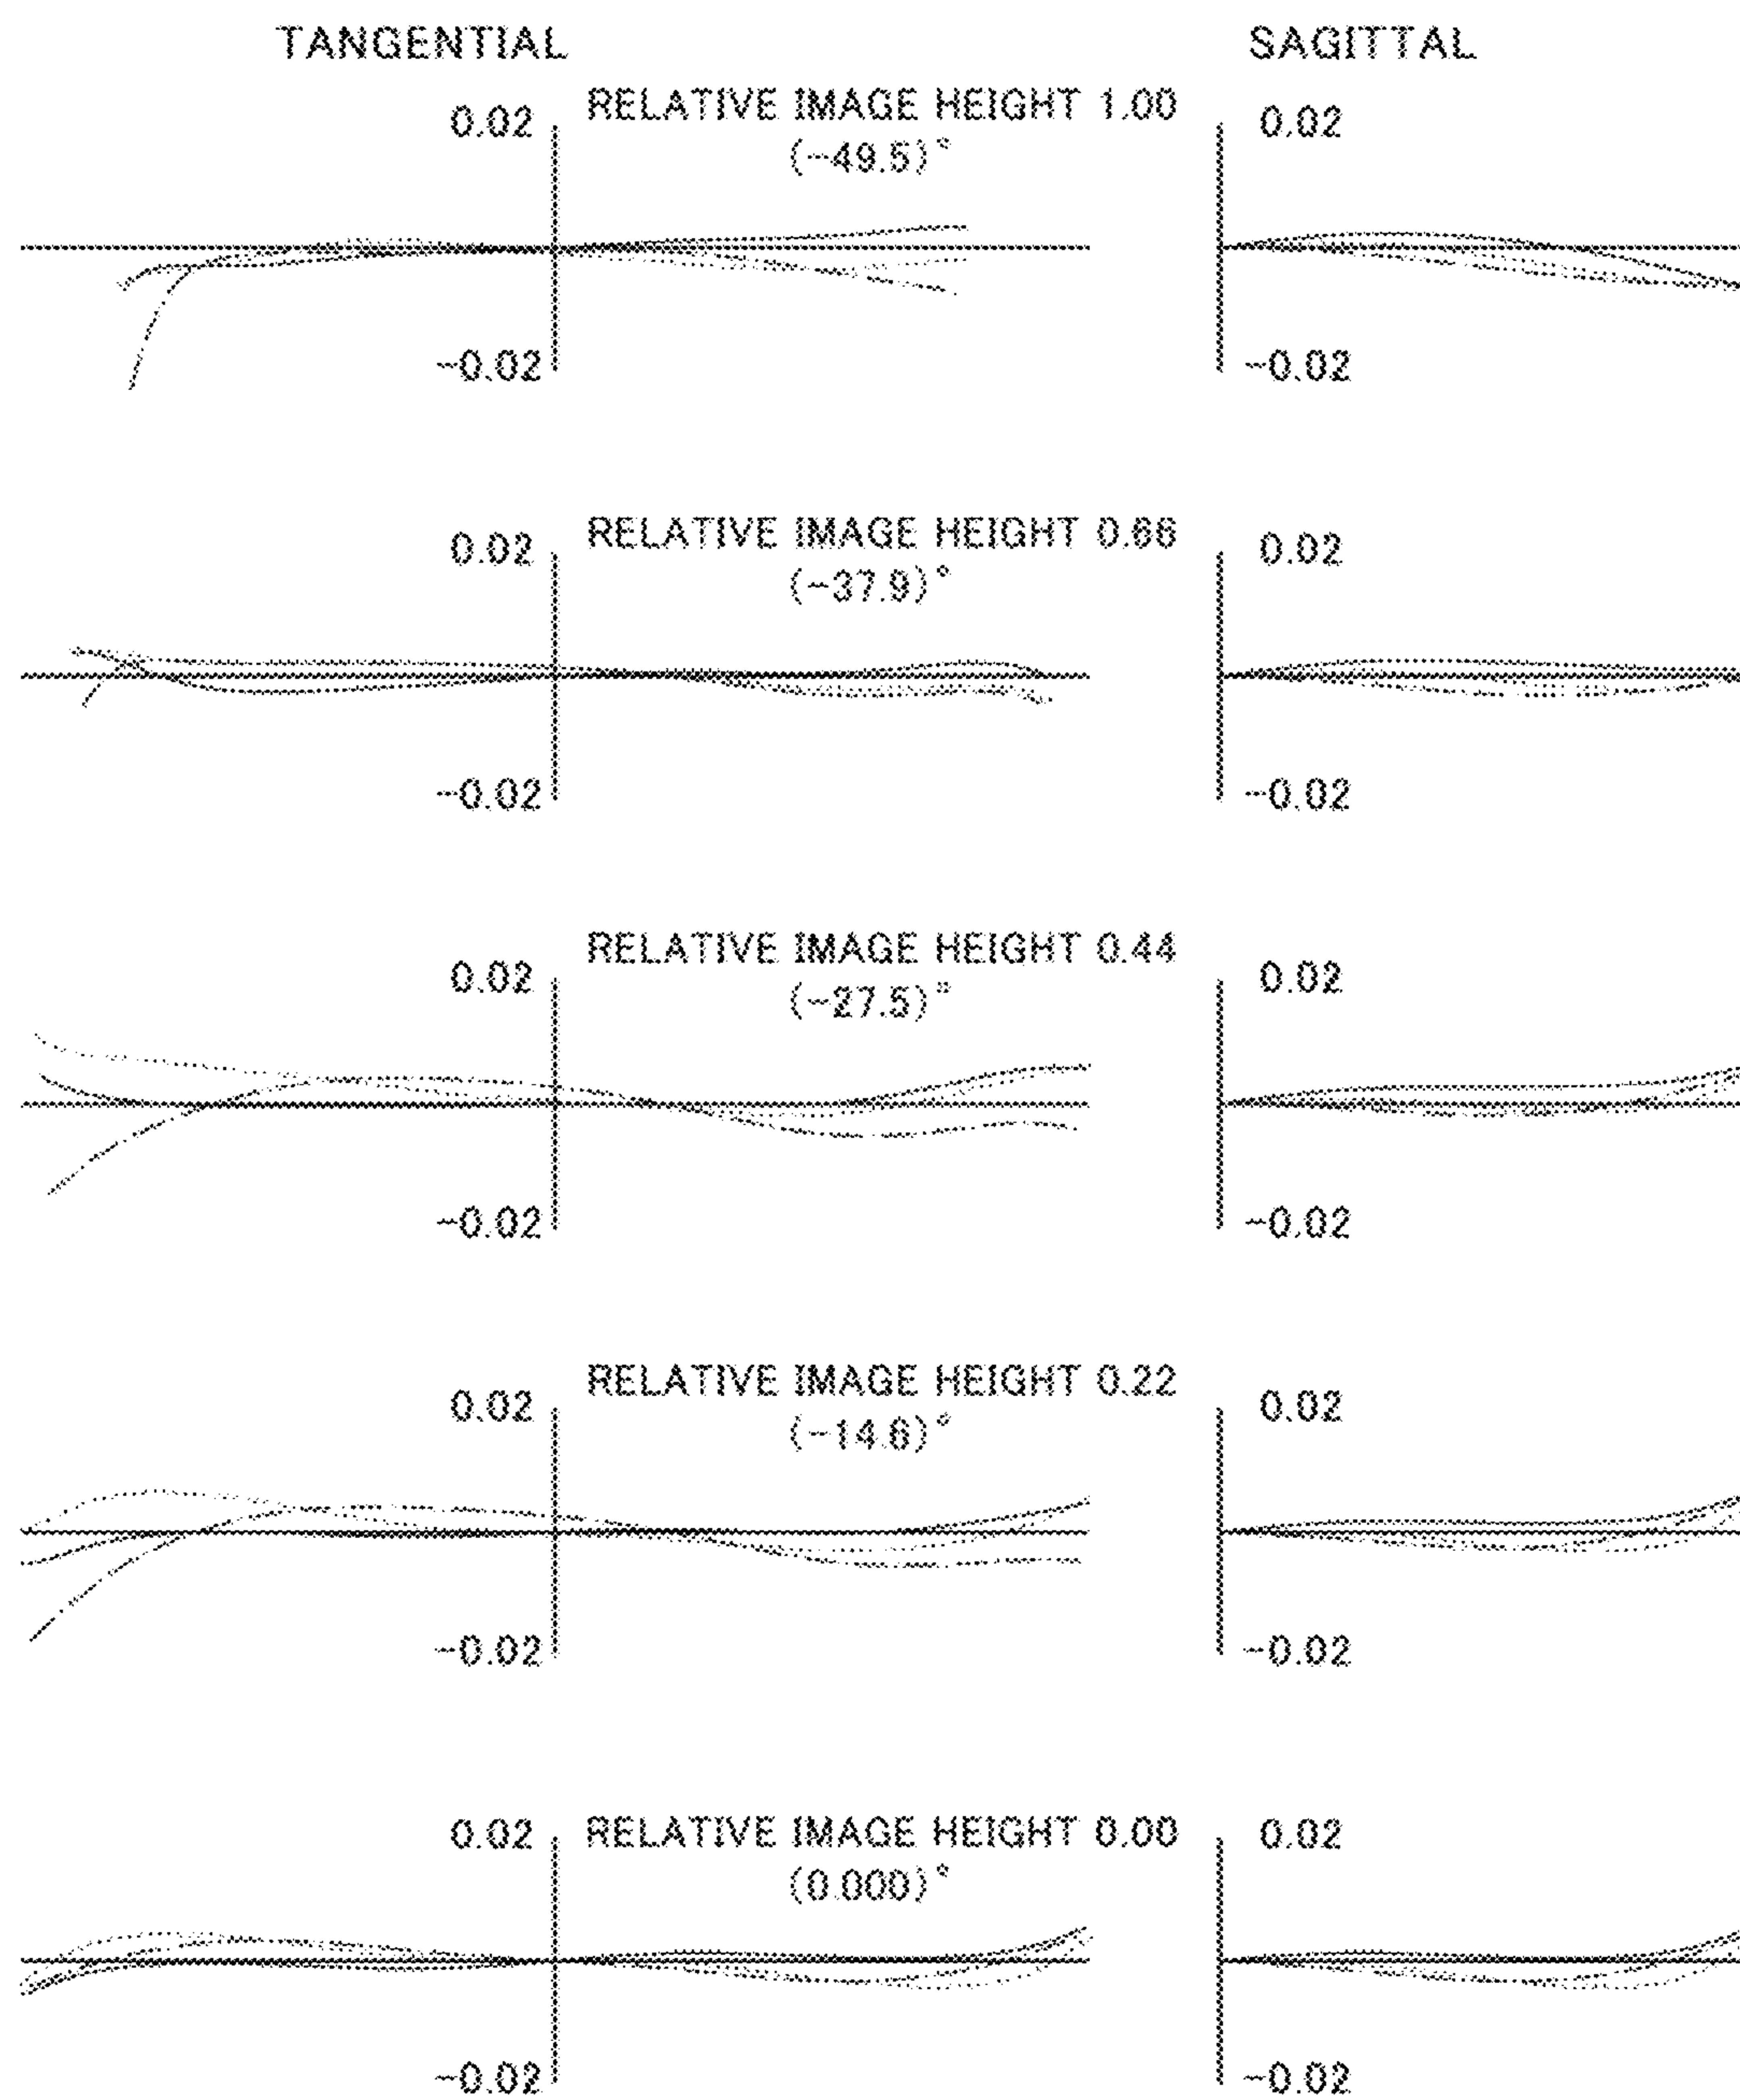 TANGENTIAL SAGITTAL
0.02 RELATIVE IMAGE HEIGHT 1.00 0.02
(-49.5)°
-0.02 -0.02
0.02 RELATIVE IMAGE HEIGHT 0.66 0.02
(-37.9)°
-0.02 -0.02
0.02 RELATIVE IMAGE HEIGHT 0.44 0.02
(-27.5)°
-0.02 -0.02
0.02 RELATIVE IMAGE HEIGHT 0.22 0.02
(-14.6)°
-0.02 -0.02
0.02 RELATIVE IMAGE HEIGHT 0.00 0.02
(0.000)°
-0.02 -0.02